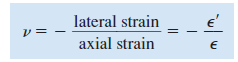 ν = − lateral strain / axial strain = − ϵ′ / ϵ